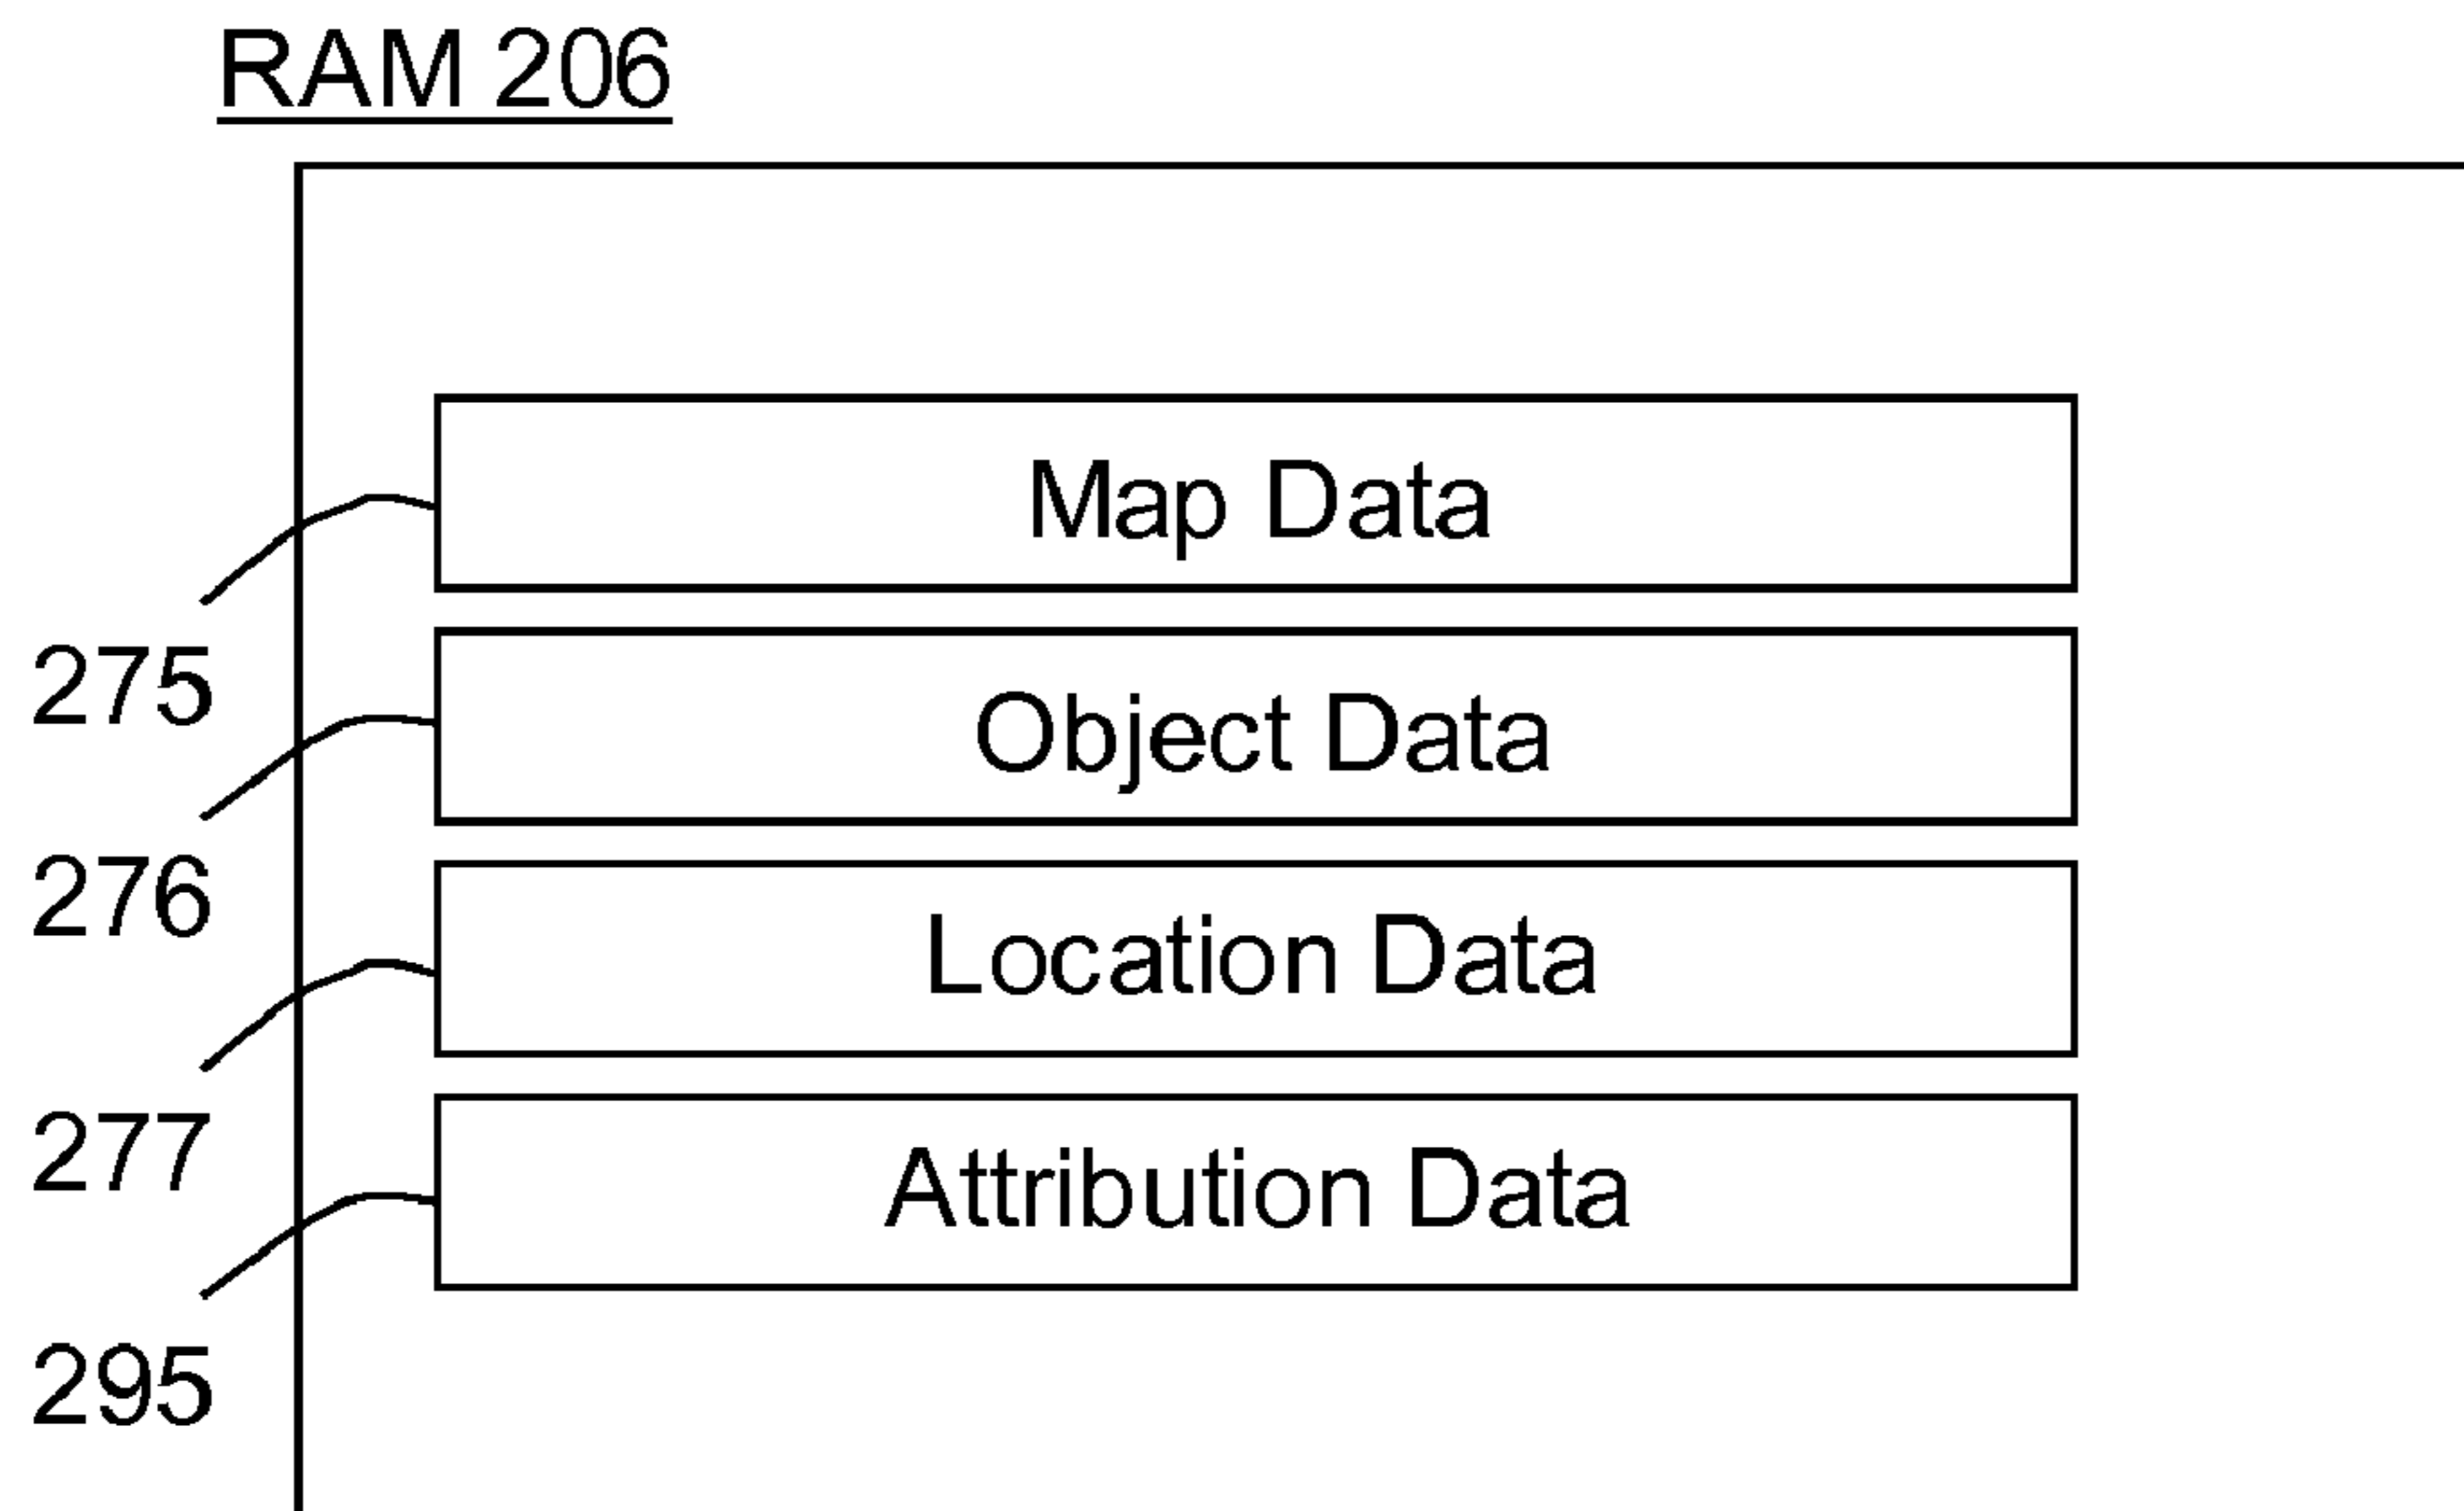 RAM 206
Map Data
275
Object Data
276
Location Data
277
Attribution Data
295